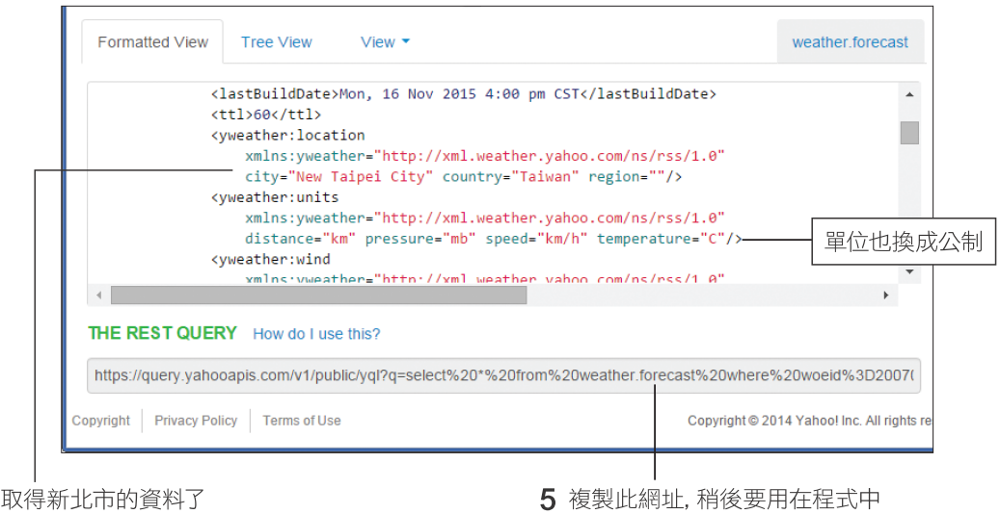 Formatted View Tree View View weather.forecast
<lastBuildDate>Mon, 16 Nov 2015 4:00 pm CST</lastBuildDate>
<ttl>60</ttl>
<yweather:location
xmlns:yweather="http://xml.weather.yahoo.com/ns/rss/1.0"
city="New Taipei City" country="Taiwan" region=""/>
<yweather:units
xmlns:yweather="http://xml.weather.yahoo.com/ns/rss/1.0"
distance="km" pressure="mb" speed="km/h" temperature="C"/>
單位也換成公制
<yweather:wind
xmlns:yweather="http://xml.weather.yahoo.com/ns/rss/1.0"
THE REST QUERY How do I use this?
https://query.yahooapis.com/v1/public/yql?q=select%20*%20from%20weather.forecast%20where%20woeid%3D2007
Copyright Privacy Policy Terms of Use Copyright © 2014 Yahoo! Inc. All rights re
取得新北市的資料了
5 複製此網址, 稍後要用在程式中